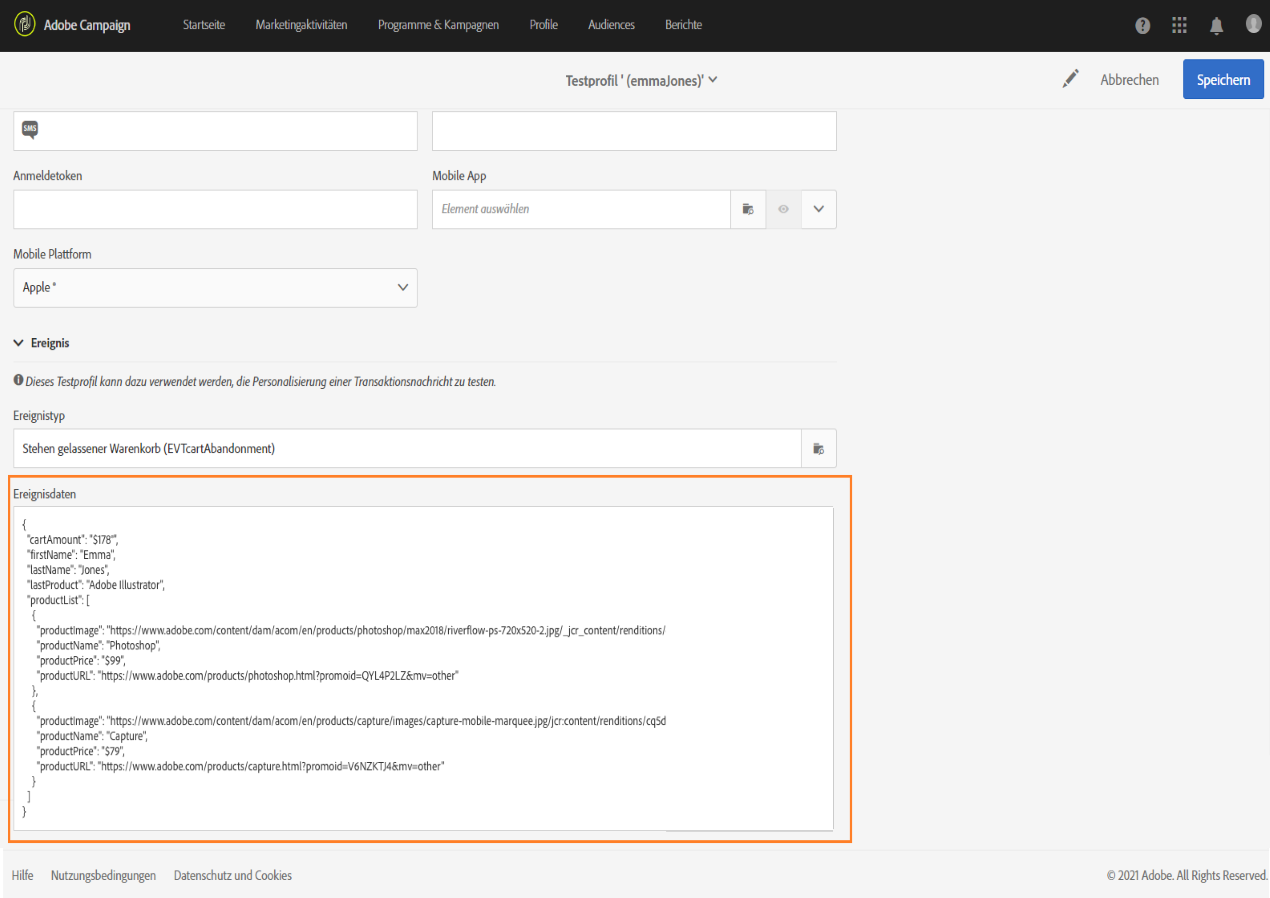 Adobe Campaign Startseite Marketingaktivitäten Programme & Kampagnen Profile Audiences Berichte
Testprofil ' (emmaJones)' Abbrechen Speichern
SMS
Anmeldetoken Mobile App
Element auswählen
Mobile Plattform
Apple *
Ereignis
Dieses Testprofil kann dazu verwendet werden, die Personalisierung einer Transaktionsnachricht zu testen.
Ereignistyp
Stehen gelassener Warenkorb (EVTcartAbandonment)
Ereignisdaten
{
"cartAmount": "$178'",
"firstName": "Emma",
"lastName": "Jones",
"lastProduct": "Adobe Illustrator",
"productList": [
{
"productImage": "https://www.adobe.com/content/dam/acom/en/products/photoshop/max2018/riverflow-ps-720x520-2.jpg/_jcr_content/renditions/
"productName": "Photoshop",
"productPrice": "$99",
"productURL": "https://www.adobe.com/products/photoshop.html?promoid=QYL4P2LZ&mv=other"
},
{
"productImage": "https://www.adobe.com/content/dam/acom/en/products/capture/images/capture-mobile-marquee.jpg/jcr:content/renditions/cq5d
"productName": "Capture",
"productPrice": "$79",
"productURL": "https://www.adobe.com/products/capture.html?promoid=V6NZKTJ4&mv=other"
}
]
}
Hilfe Nutzungsbedingungen Datenschutz und Cookies © 2021 Adobe. All Rights Reserved.